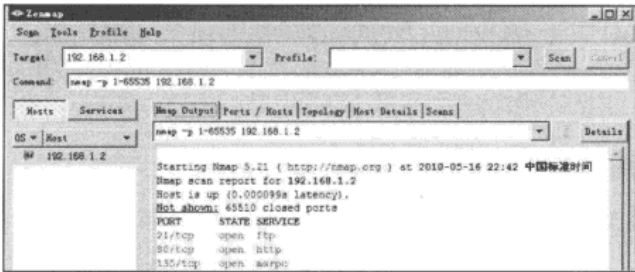 Zenmap
Scan Tools Profile Help
Target: 192.168.1.2 Profile: Scan Cancel
Command: nmap -p 1-65535 192.168.1.2
Hosts Services Nmap Output Ports / Hosts Topology Host Details Scans
nmap -p 1-65535 192.168.1.2 Details
OS Host
192.168.1.2
Starting Nmap 5.21 ( http://nmap.org ) at 2010-05-16 22:42 中国标准时间
Nmap scan report for 192.168.1.2
Host is up (0.000099s latency).
Not shown: 65510 closed ports
PORT STATE SERVICE
21/tcp open ftp
80/tcp open http
135/tcp open msrpc